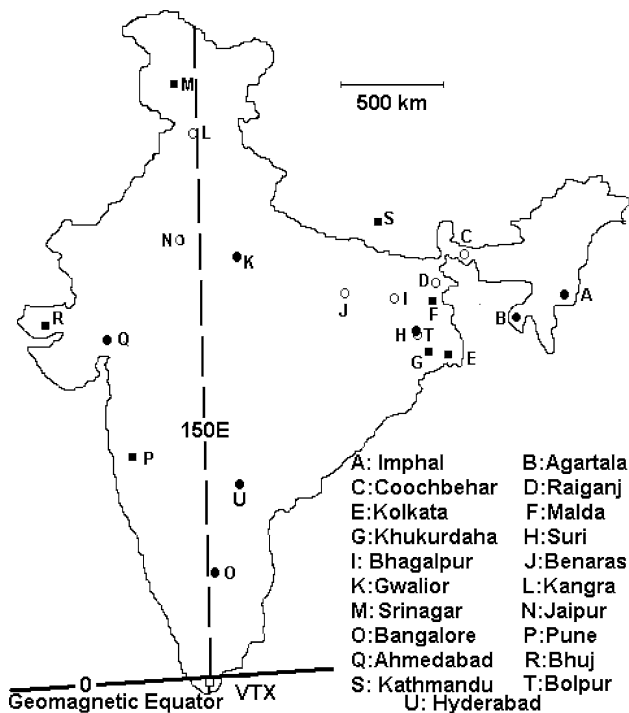 M
500 km
L
S
C
N
K
D
A
J
I
F
B
R
H
T
Q
G
E
150E
P
U
O
A: Imphal B:Agartala
C:Coochbehar D:Raiganj
E:Kolkata F:Malda
G:Khukurdaha H:Suri
I: Bhagalpur J:Benaras
K:Gwalior L:Kangra
M: Srinagar N:Jaipur
O:Bangalore P:Pune
Q:Ahmedabad R:Bhuj
S: Kathmandu T:Bolpur
U: Hyderabad
0
Geomagnetic Equator VTX